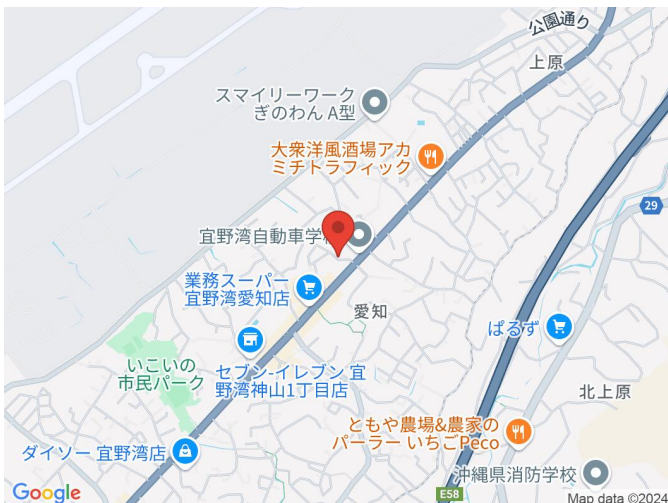 公園通り
上原
スマイリーワーク
ぎのわん A型
大衆洋風酒場アカ
ミチトラフィック
29
宜野湾自動車学校
業務スーパー
宜野湾愛知店
愛知
ぱるず
いこいの
市民パーク
セブン-イレブン 宜
野湾神山1丁目店
北上原
ともや農場&農家の
パーラー いちごPeco
ダイソー 宜野湾店
沖縄県消防学校
E58
Google
Map data ©2024